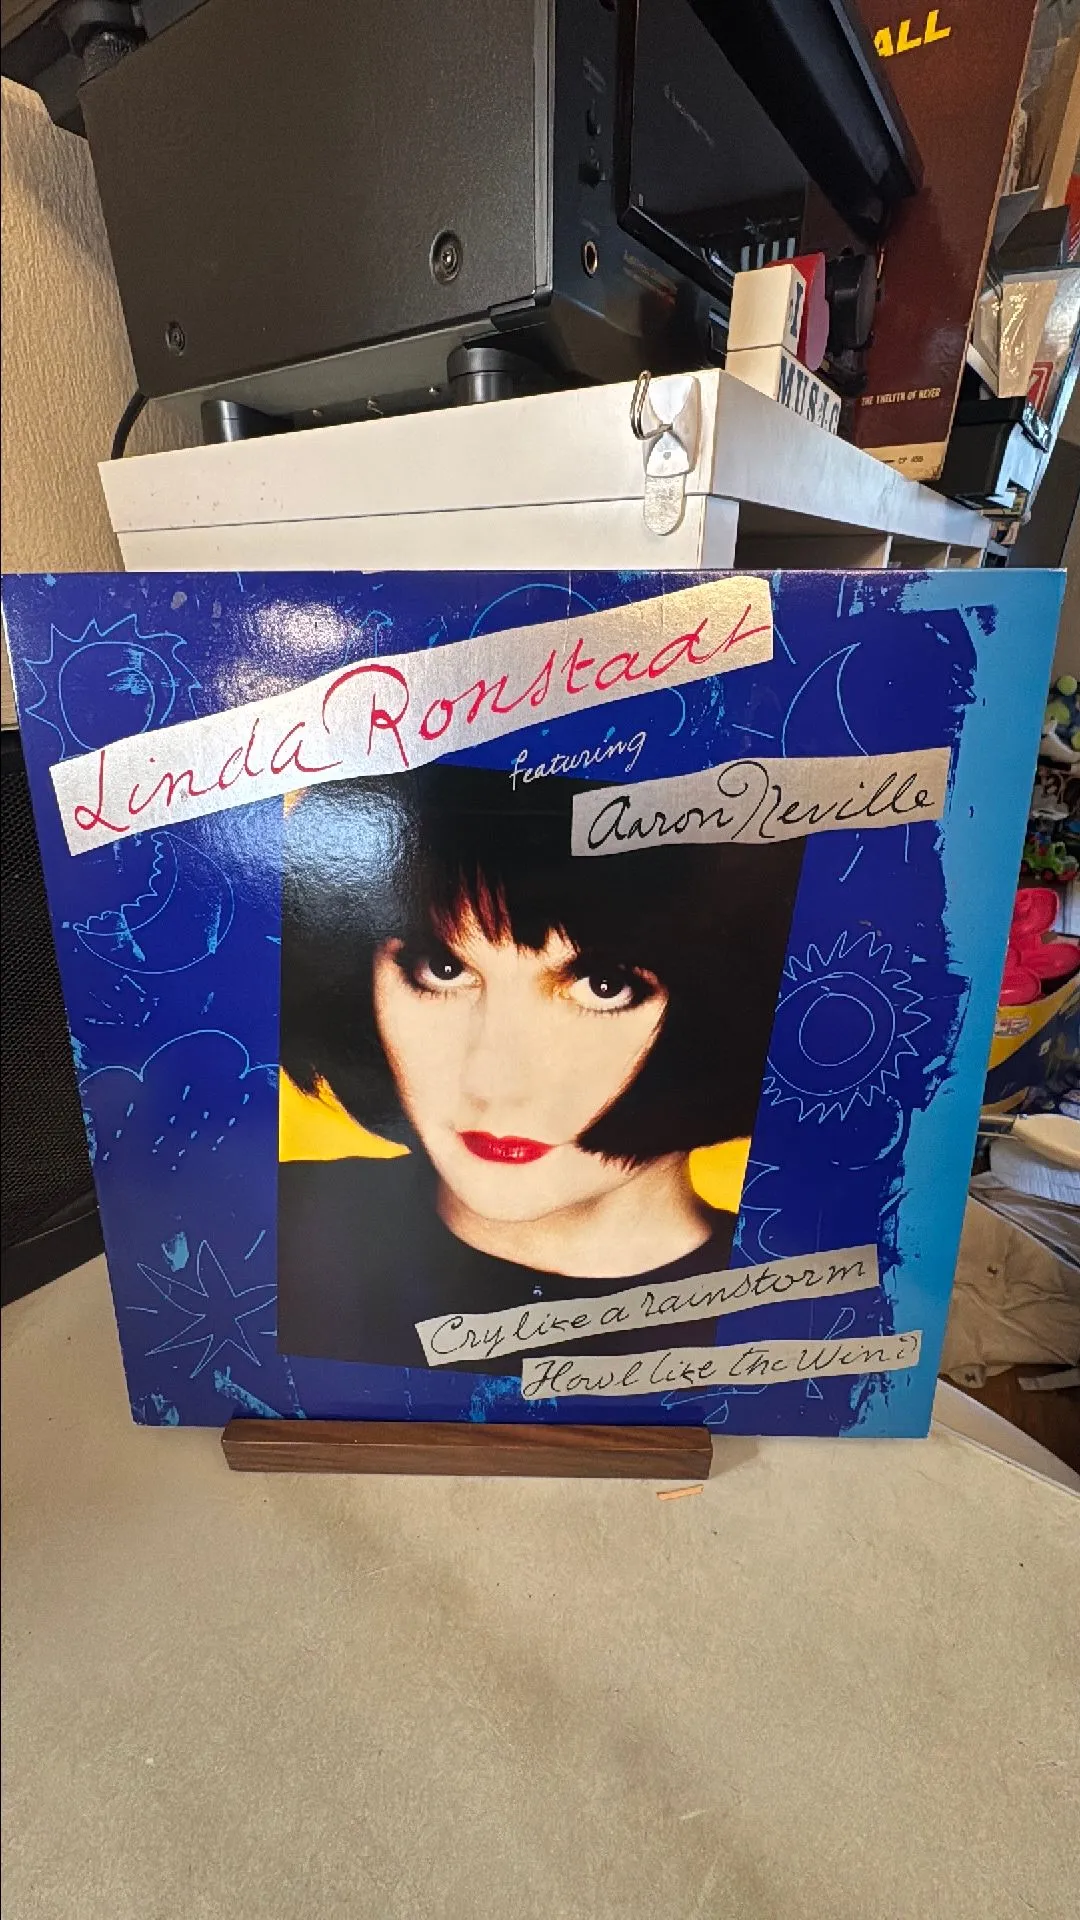 ALL
I
MUSIC
THE TWELFTH OF NEVER
Linda Ronstadt
featuring
Aaron Neville
Cry like a rainstorm
Howl like the Wind